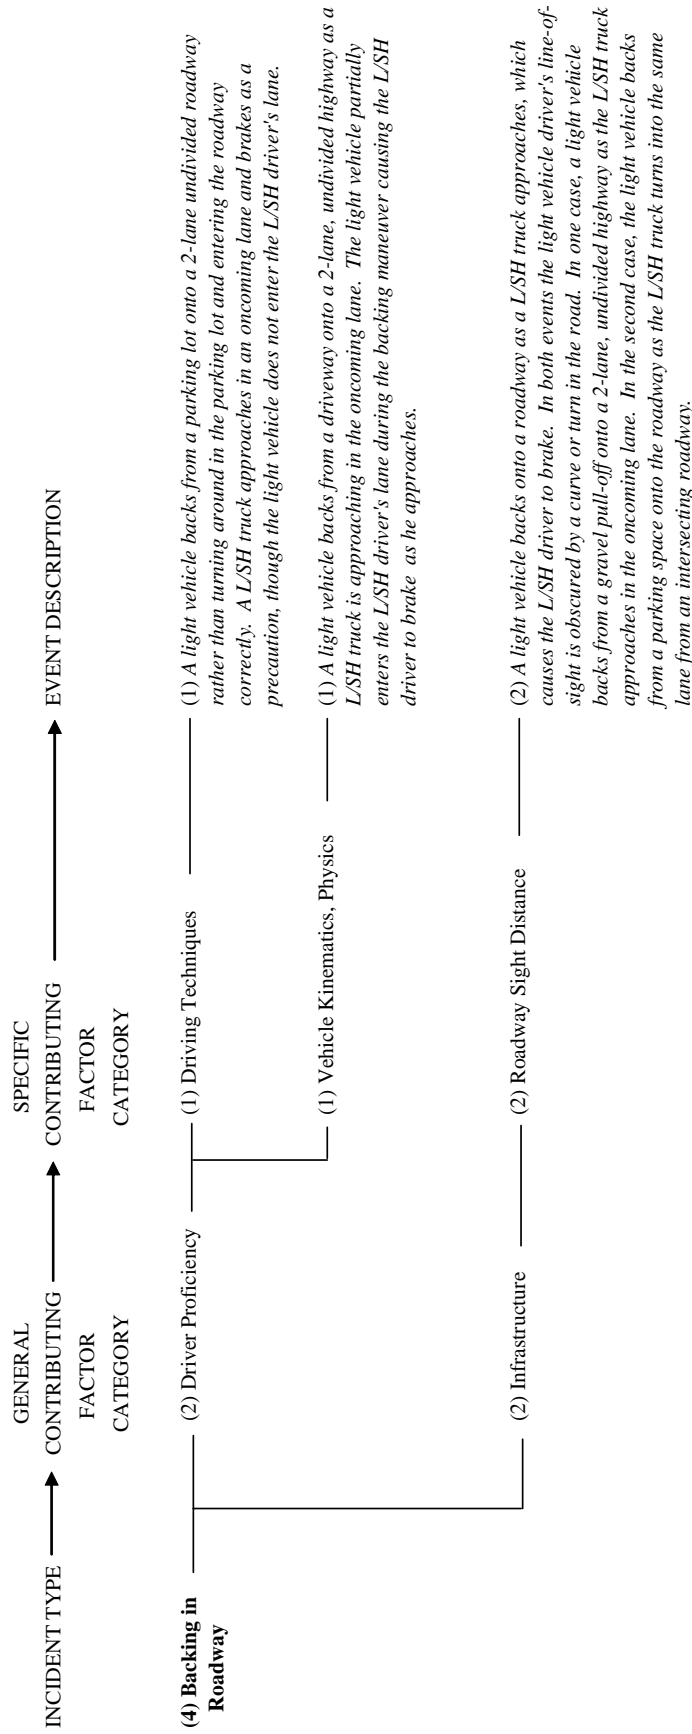 INCIDENT TYPE
GENERAL
CONTRIBUTING
FACTOR
CATEGORY
SPECIFIC
CONTRIBUTING
FACTOR
CATEGORY
EVENT DESCRIPTION
(4) Backing in
Roadway
(2) Driver Proficiency
(1) Driving Techniques
(1) A light vehicle backs from a parking lot onto a 2-lane undivided roadway
rather than turning around in the parking lot and entering the roadway
correctly. A L/SH truck approaches in an oncoming lane and brakes as a
precaution, though the light vehicle does not enter the L/SH driver's lane.
(1) Vehicle Kinematics, Physics
(1) A light vehicle backs from a driveway onto a 2-lane, undivided highway as a
L/SH truck is approaching in the oncoming lane. The light vehicle partially
enters the L/SH driver's lane during the backing maneuver causing the L/SH
driver to brake as he approaches.
(2) Infrastructure
(2) Roadway Sight Distance
(2) A light vehicle backs onto a roadway as a L/SH truck approaches, which
causes the L/SH driver to brake. In both events the light vehicle driver's line-of-
sight is obscured by a curve or turn in the road. In one case, a light vehicle
backs from a gravel pull-off onto a 2-lane, undivided highway as the L/SH truck
approaches in the oncoming lane. In the second case, the light vehicle backs
from a parking space onto the roadway as the L/SH truck turns into the same
lane from an intersecting roadway.